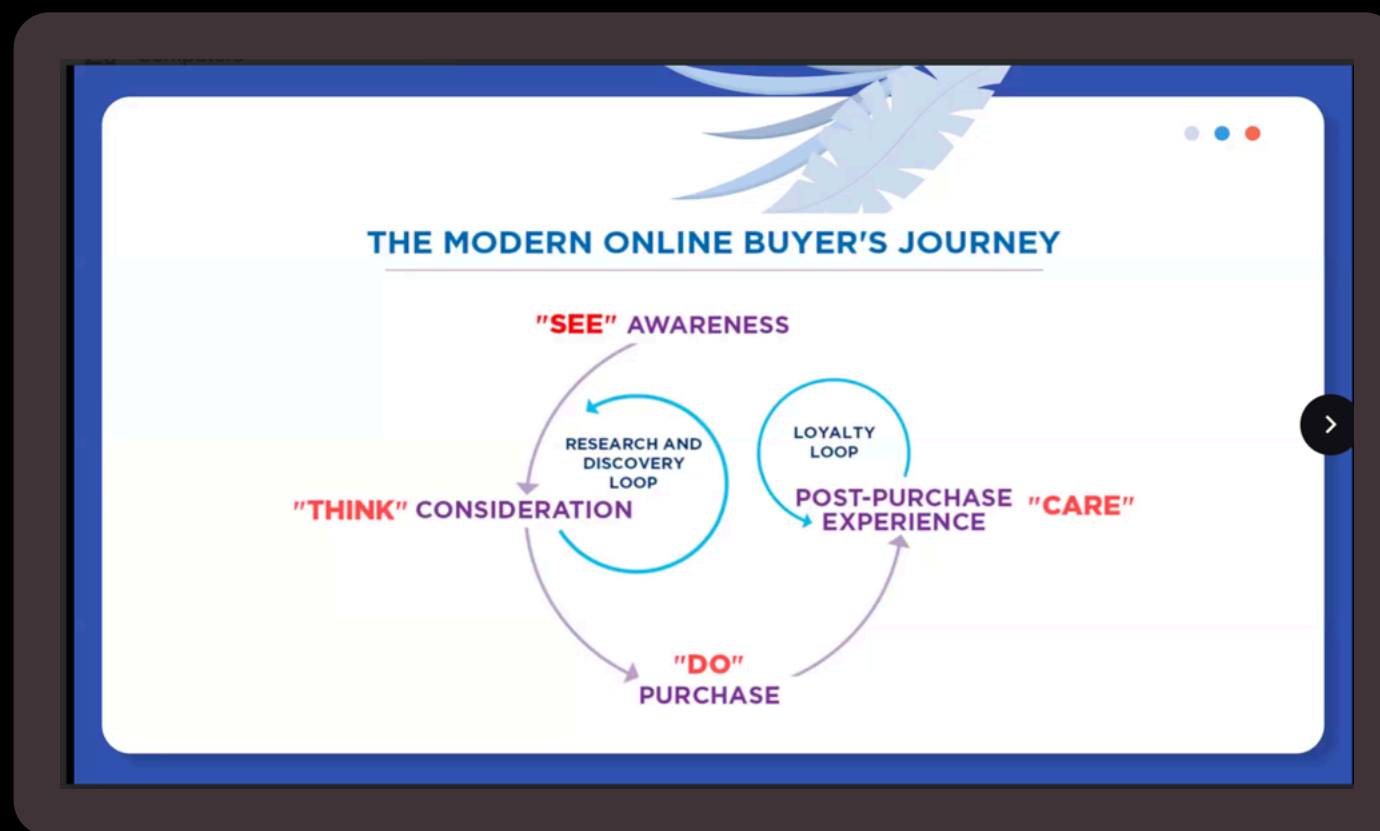 THE MODERN ONLINE BUYER'S JOURNEY
"SEE" AWARENESS
RESEARCH AND
DISCOVERY
LOOP
LOYALTY
LOOP
"THINK" CONSIDERATION
POST-PURCHASE
EXPERIENCE
"CARE"
"DO"
PURCHASE